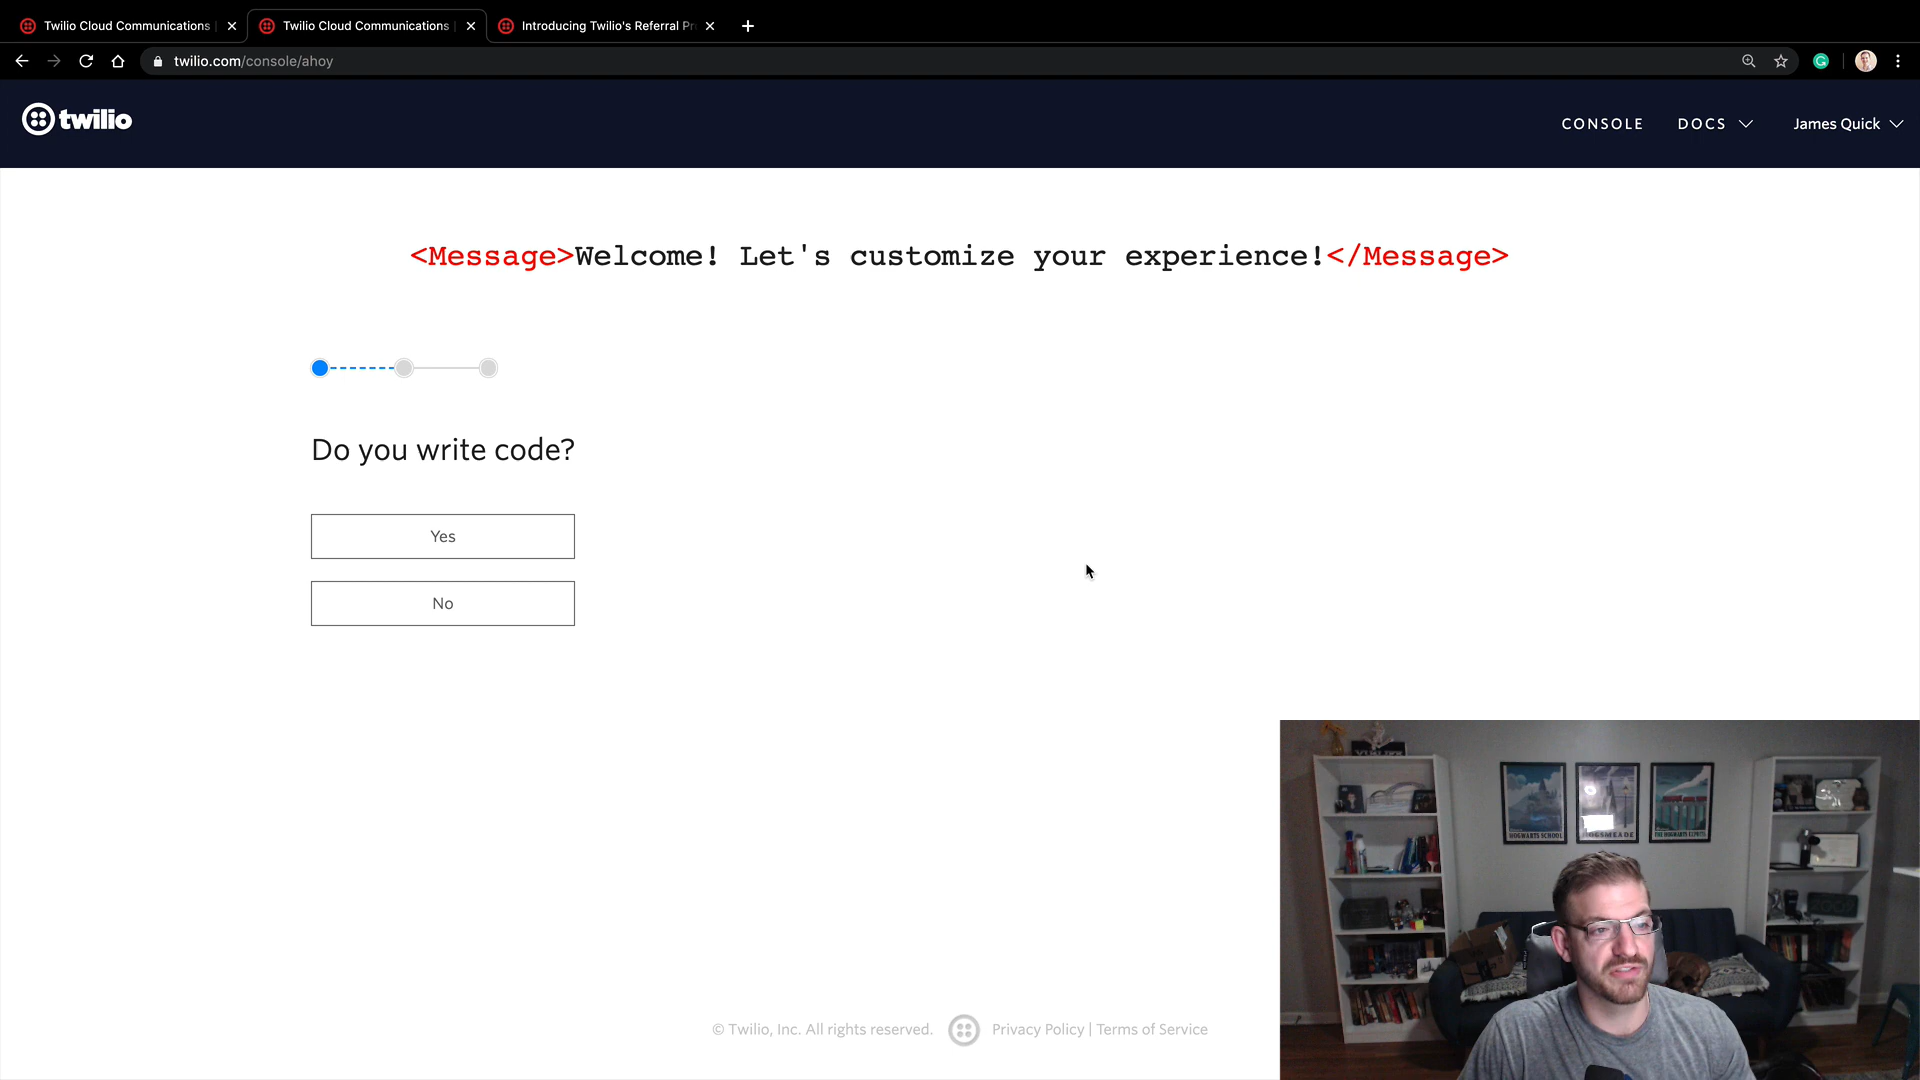 Twilio Cloud Communications
Twilio Cloud Communications
Introducing Twilio's Referral Pr
twilio.com/console/ahoy
twilio
CONSOLE
DOCS
James Quick
<Message>Welcome! Let's customize your experience!</Message>
Do you write code?
Yes
No
HOGWARTS SCHOOL
© Twilio, Inc. All rights reserved.
Privacy Policy | Terms of Service